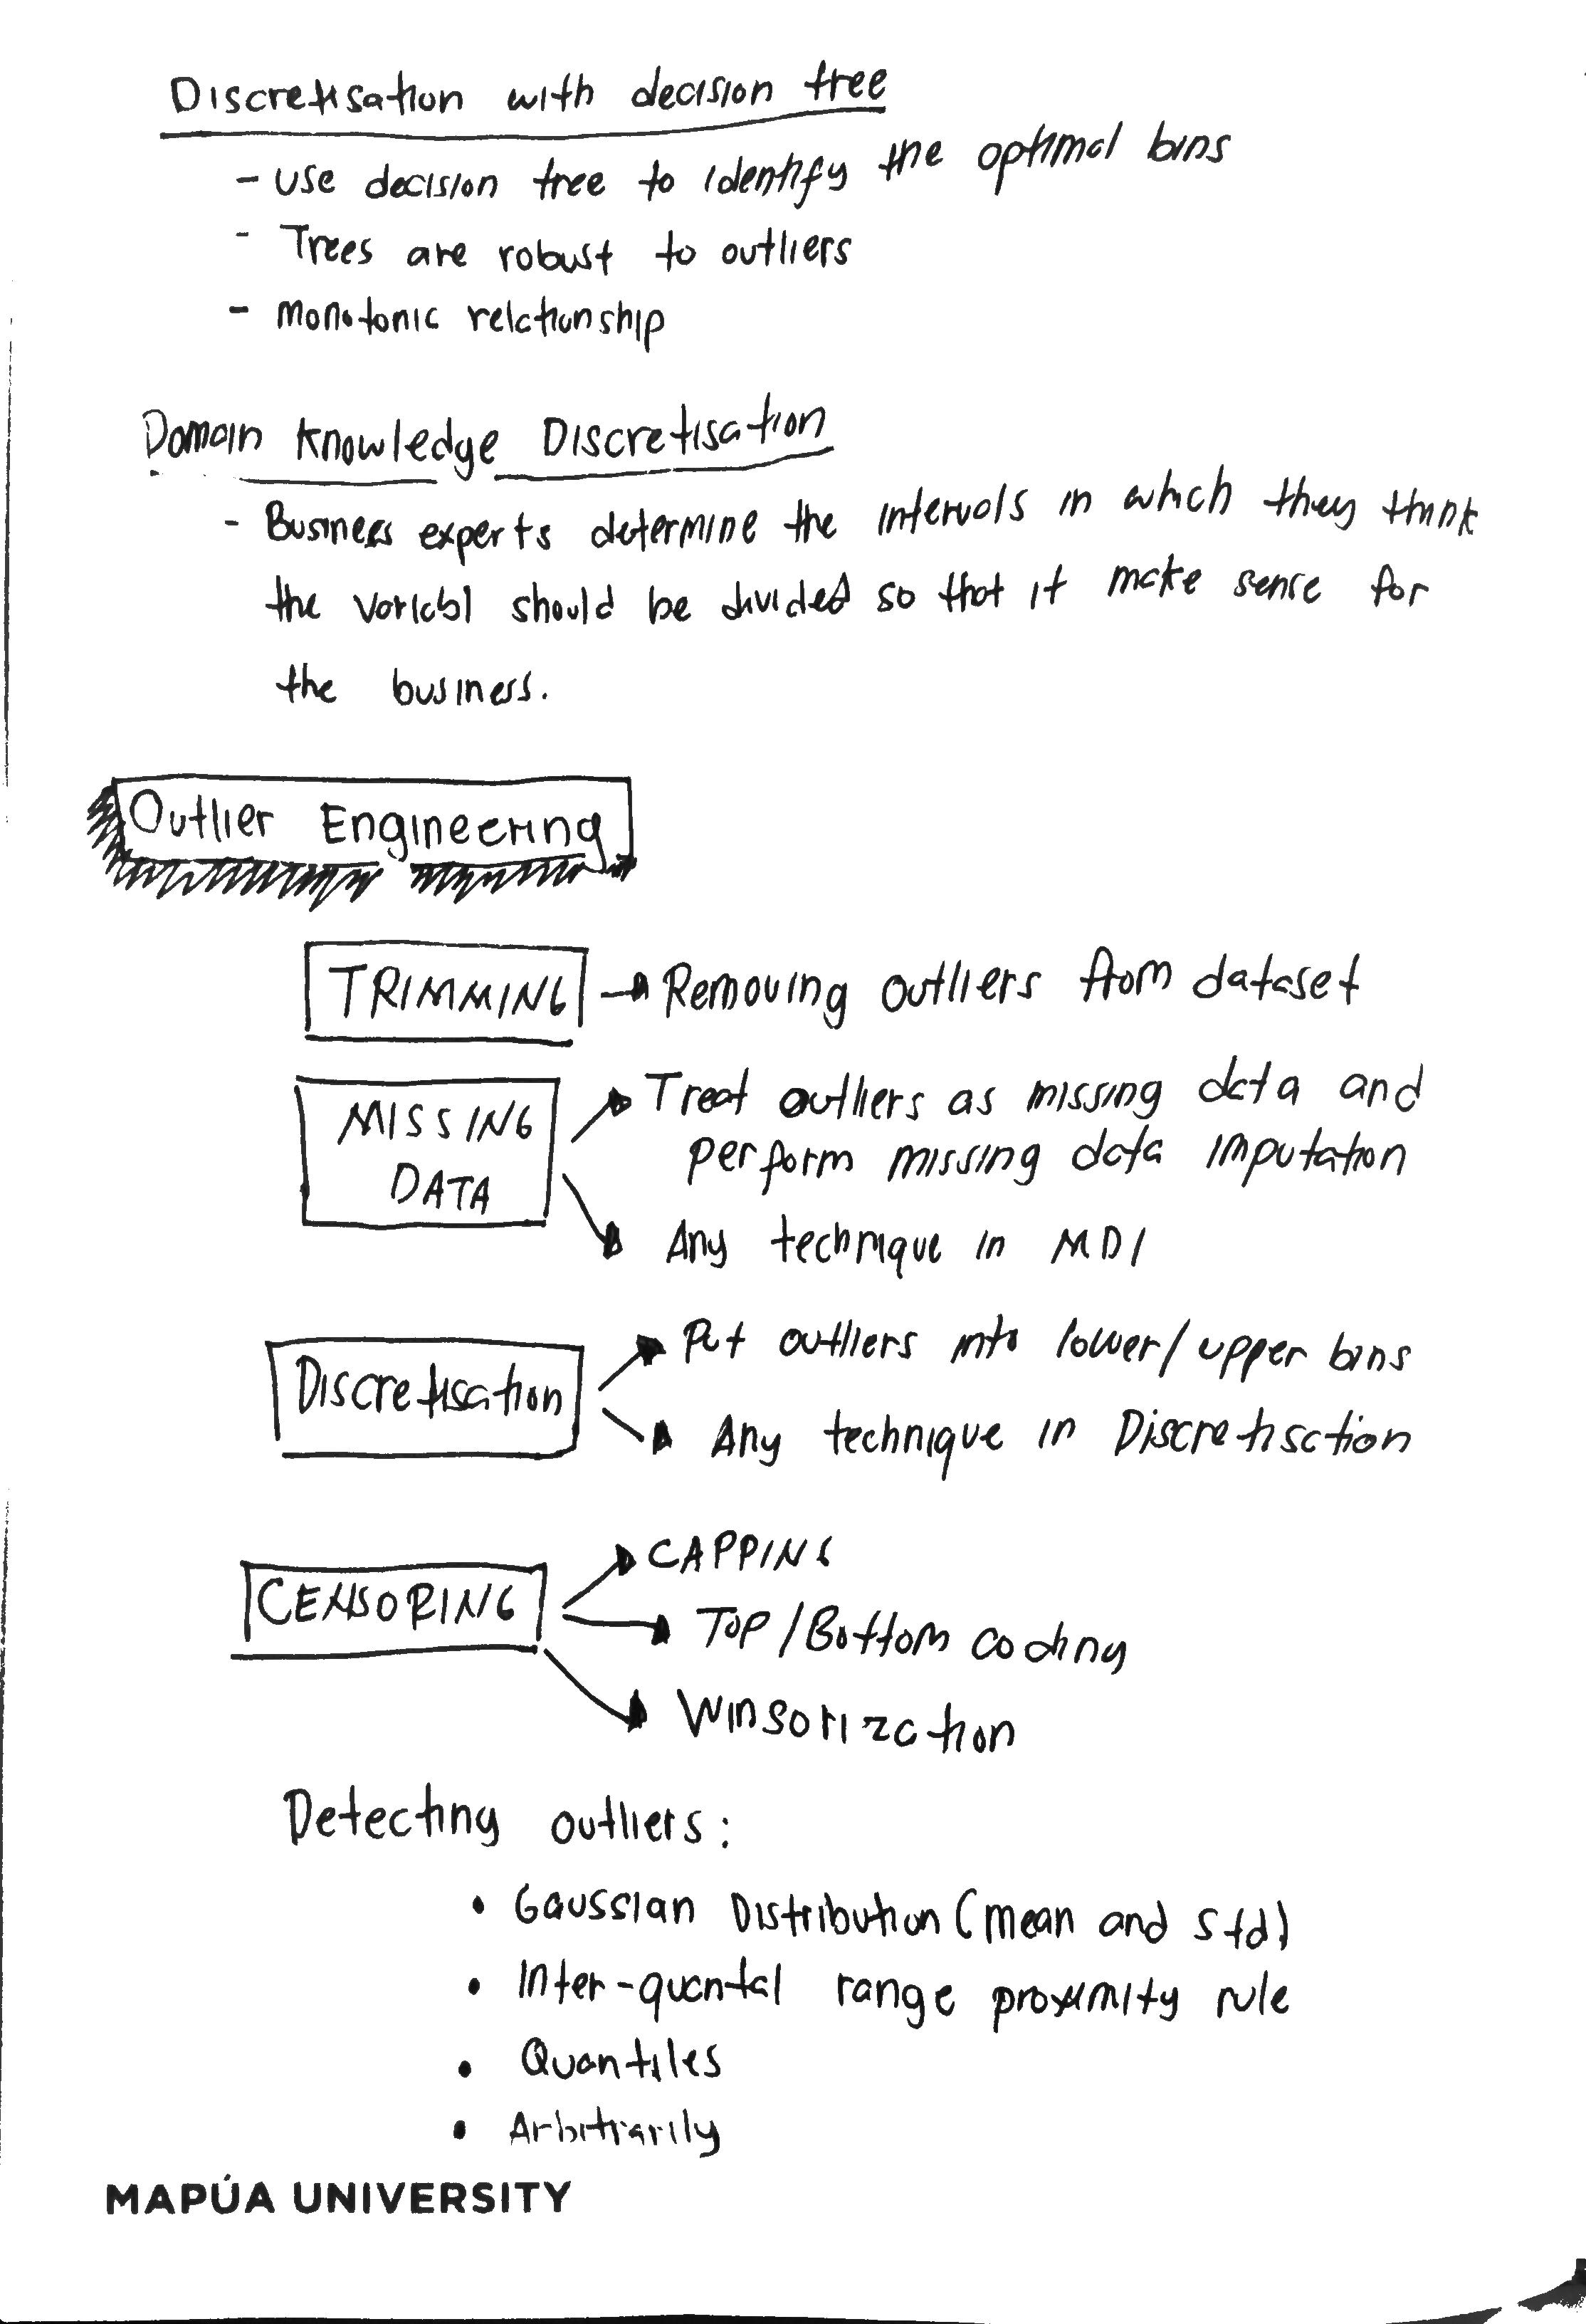 Discretisation with decision tree
- use decision tree to identify the optimal bins
- Trees are robust to outliers
- monotonic relationship
Domain Knowledge Discretisation
- Business experts determine the intervals in which they think
the variabl should be divided so that it make sense for
the business.
Outlier Engineering
TRIMMING → Removing outliers from dataset
MISSING DATA → Treat outliers as missing data and
perform missing data imputation
→ Any technique in MDI
Discretisation → Put outliers into lower/upper bins
→ Any technique in Discretisation
CENSORING → CAPPING
→ Top/Bottom coding
→ Winsorization
Detecting outliers:
• Gaussian Distribution (mean and std)
• Inter-quantal range proximity rule
• Quantiles
• Arbitrarily
MAPÚA UNIVERSITY